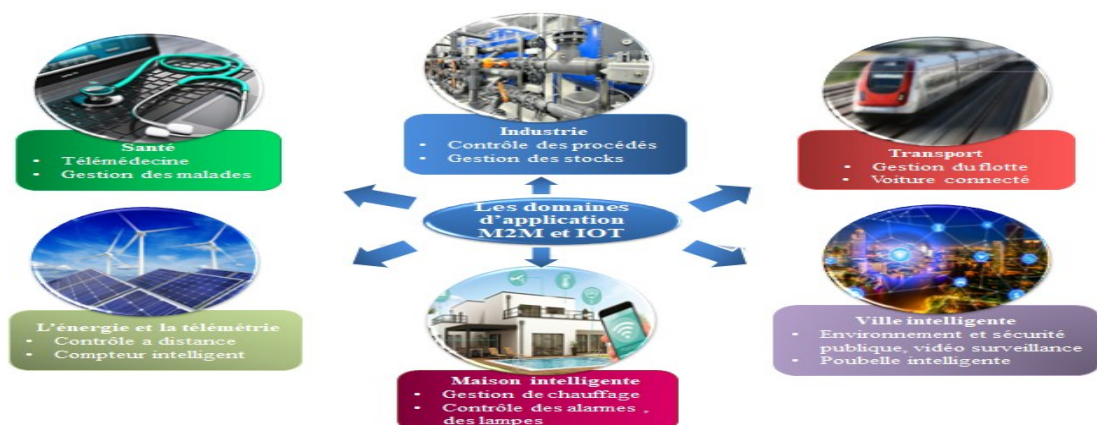 Santé
• Télémédecine
• Gestion des malades
Industrie
• Contrôle des procédés
• Gestion des stocks
Transport
• Gestion du flotte
• Voiture connecté
Les domaines
d'application
M2M et IOT
L'énergie et la télémétrie
• Contrôle a distance
• Compteur intelligent
Maison intelligente
• Gestion de chauffage
• Contrôle des alarmes ,
des lampes
Ville intelligente
• Environnement et sécurité
publique, vidéo surveillance
• Poubelle intelligente